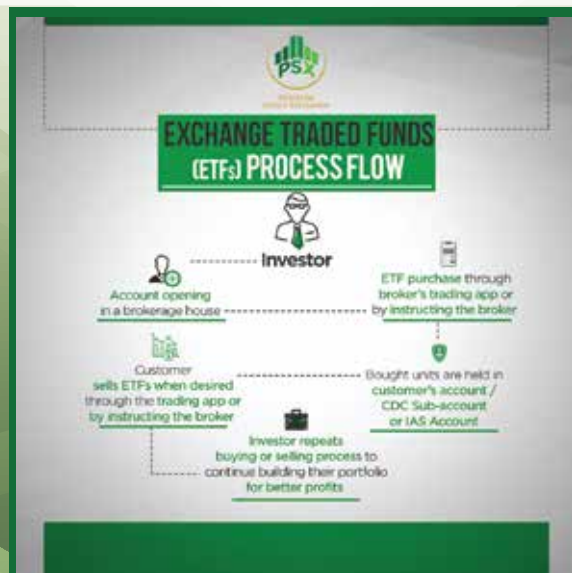 PSX
EXCHANGE TRADED FUNDS
(ETFs) PROCESS FLOW
Investor
Account opening
in a brokerage house
ETF purchase through
broker's trading app or
by instructing the broker
Bought units are held in
customer's account /
CDC Sub-account
or IAS Account
Customer
sells ETFs when desired
through the trading app or
by instructing the broker
Investor repeats
buying or selling process to
continue building their portfolio
for better profits